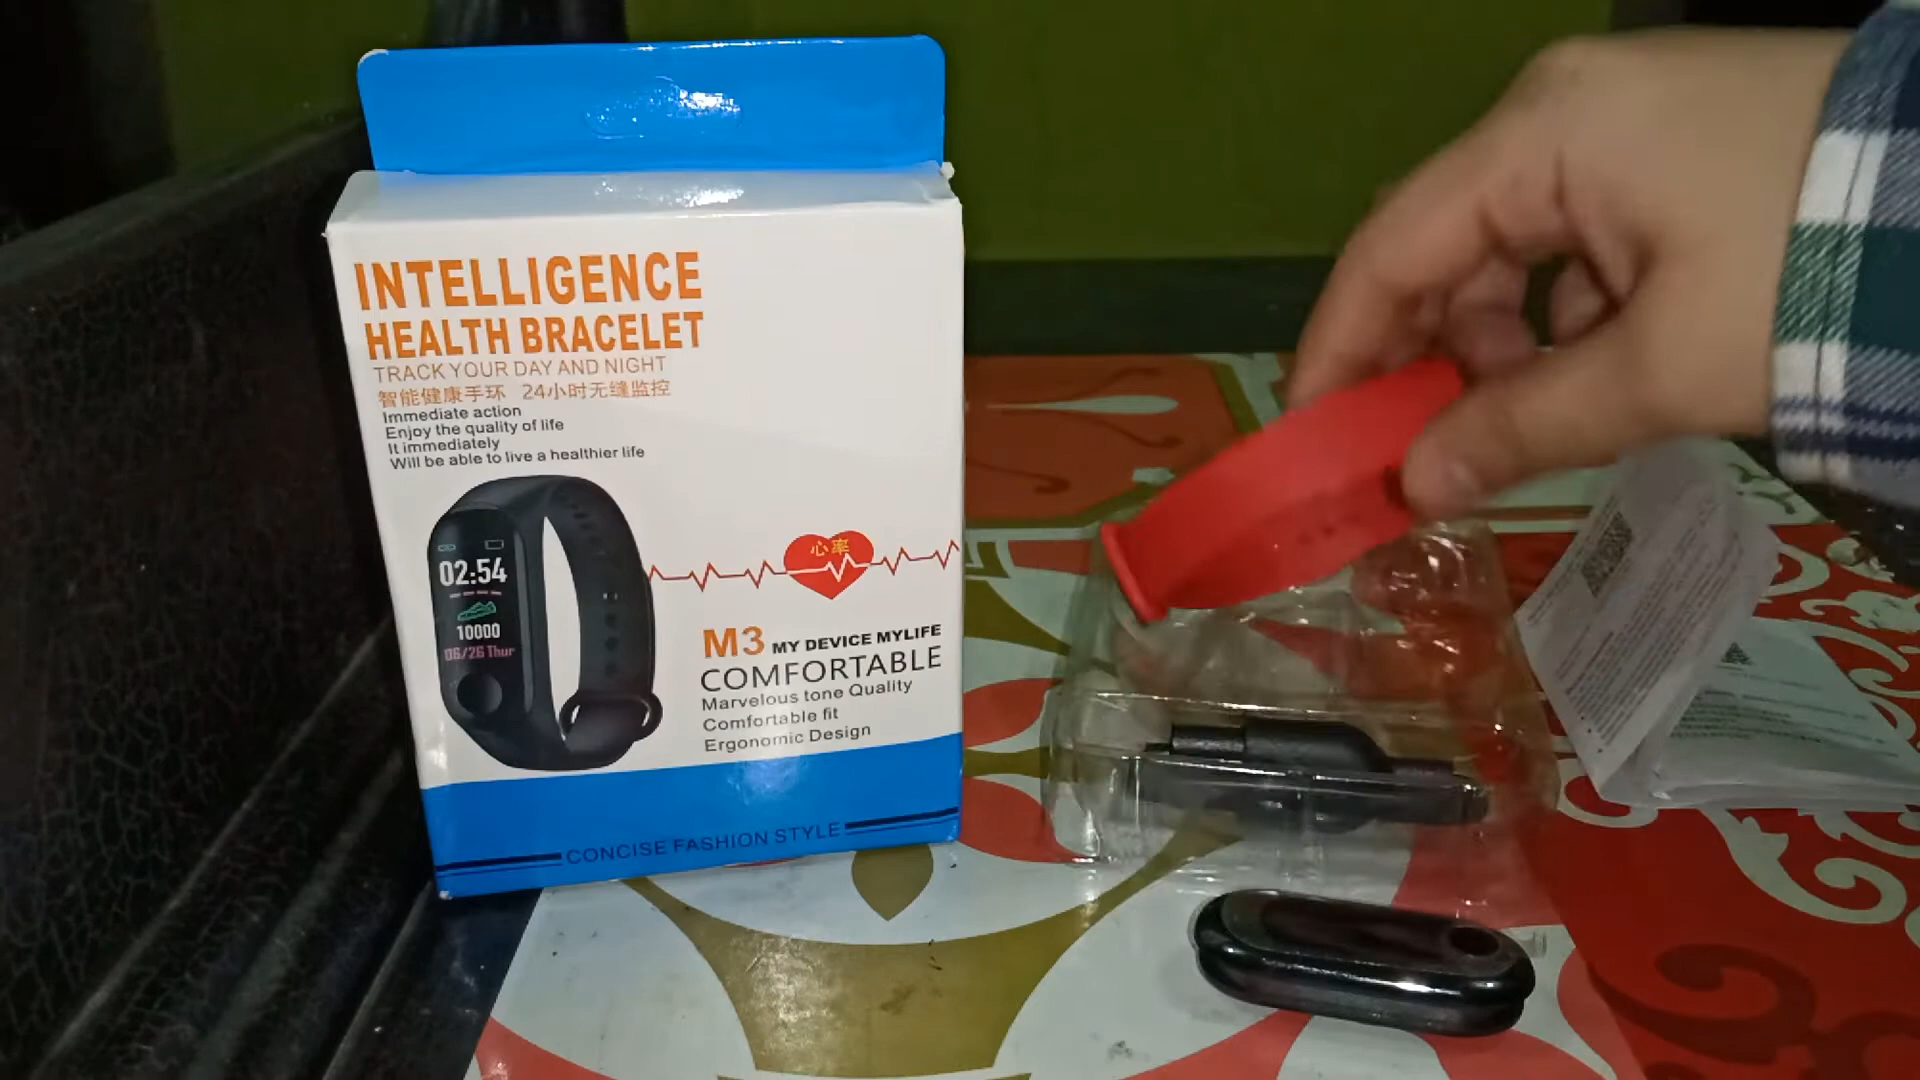 INTELLIGENCE
HEALTH BRACELET
TRACK YOUR DAY AND NIGHT
智能健康手环 24小时无缝监控
Immediate action
Enjoy the quality of life
It immediately
Will be able to live a healthier life
02:54
10000
06/26 Thur
心率
M3 MY DEVICE MYLIFE
COMFORTABLE
Marvelous tone Quality
Comfortable fit
Ergonomic Design
CONCISE FASHION STYLE